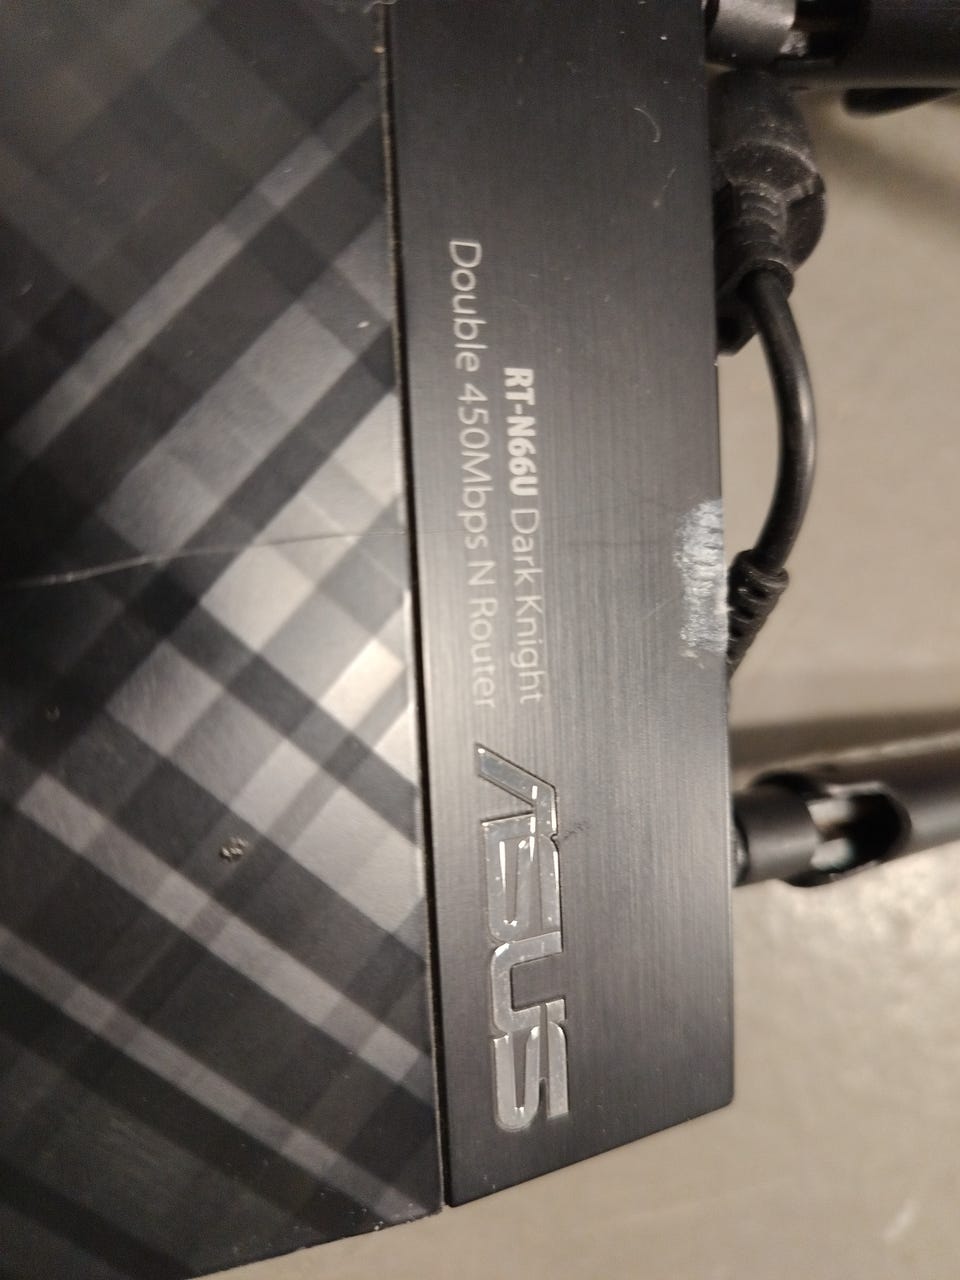 RT-N66U Dark Knight
Double 450Mbps N Router
ASUS